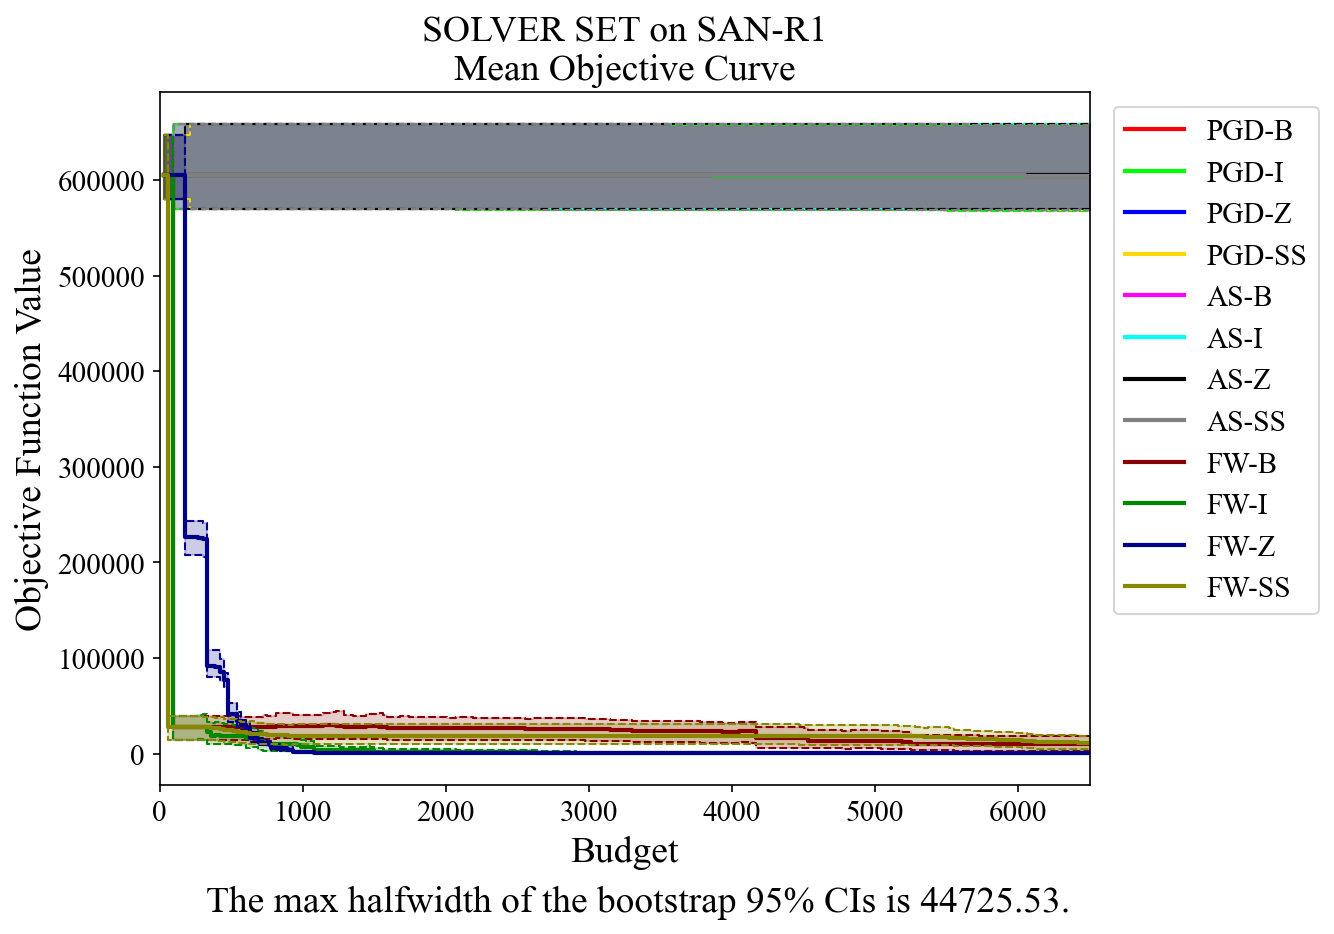 SOLVER SET on SAN-R1
Mean Objective Curve
Objective Function Value
600000
500000
400000
300000
200000
100000
0
0 1000 2000 3000 4000 5000 6000
Budget
The max halfwidth of the bootstrap 95% CIs is 44725.53.
PGD-B
PGD-I
PGD-Z
PGD-SS
AS-B
AS-I
AS-Z
AS-SS
FW-B
FW-I
FW-Z
FW-SS